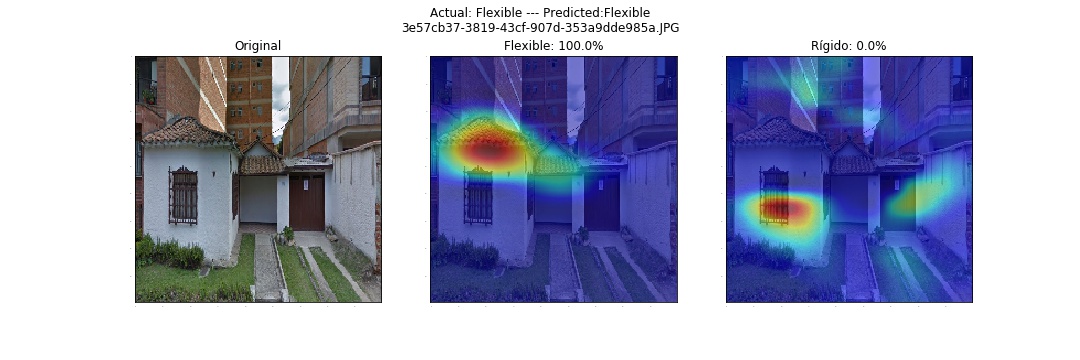 Actual: Flexible --- Predicted:Flexible
3e57cb37-3819-43cf-907d-353a9dde985a.JPG
Original
Flexible: 100.0%
Rígido: 0.0%